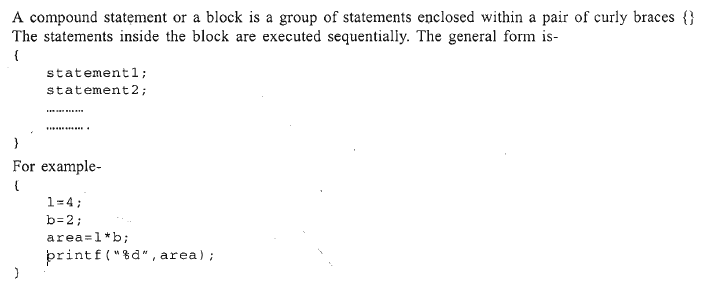 A compound statement or a block is a group of statements enclosed within a pair of curly braces {}
The statements inside the block are executed sequentially. The general form is-
{
statement1;
statement2;
............
............ .
}
For example-
{
l=4;
b=2;
area=l*b;
printf("%d",area);
}